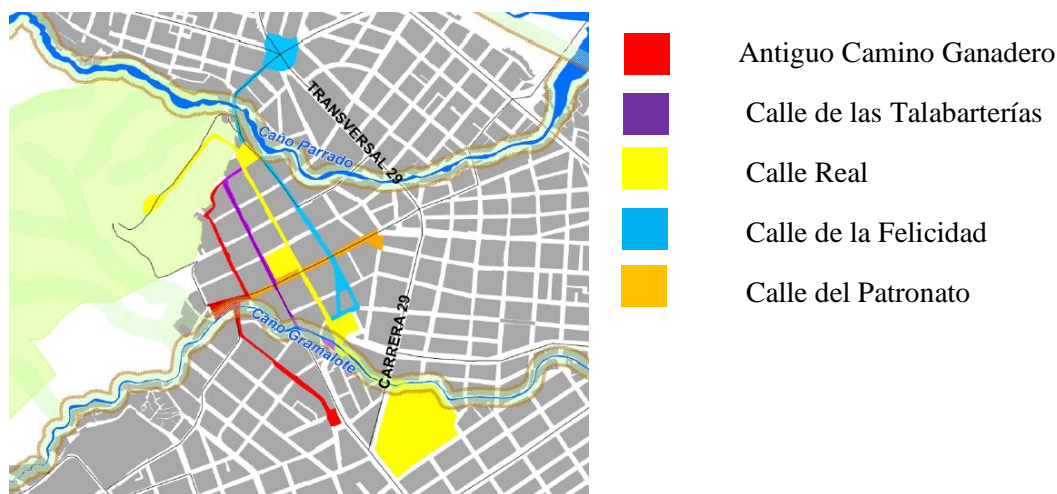 TRANSVERSAL 29
Caño Parrado
Caño Gramalote
CARRERA 29
Antiguo Camino Ganadero
Calle de las Talabarterías
Calle Real
Calle de la Felicidad
Calle del Patronato